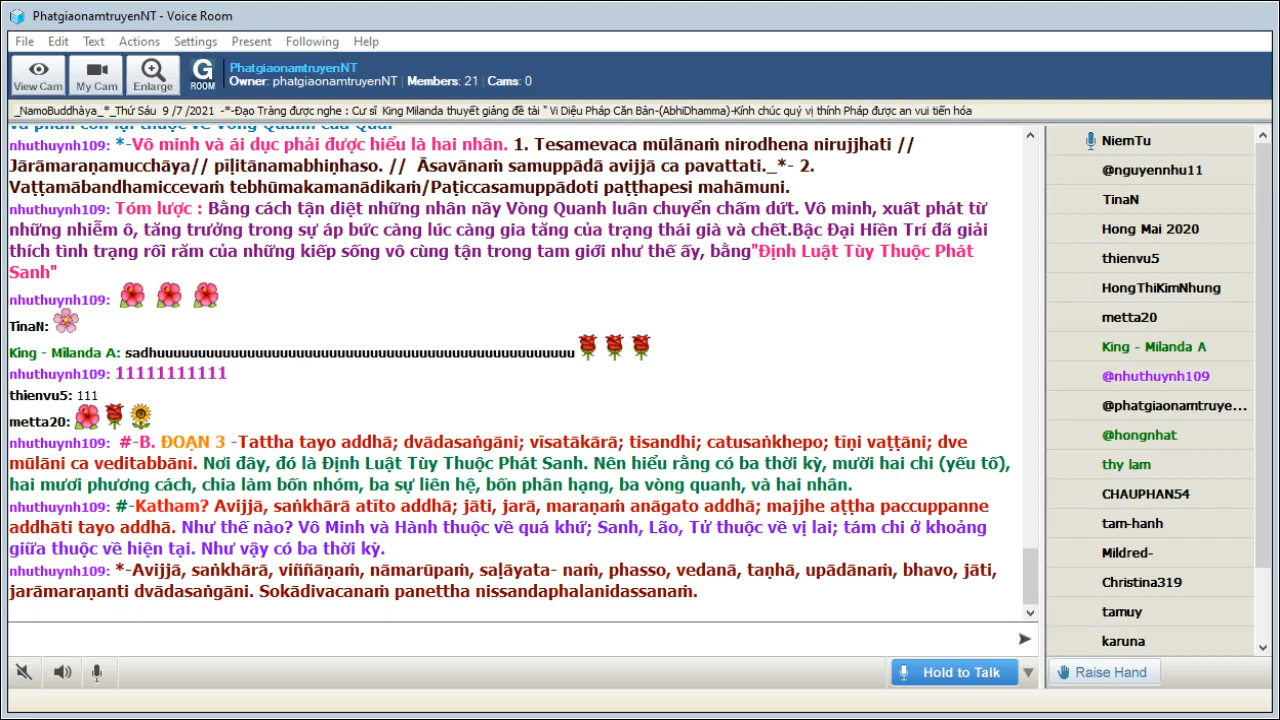 PhatgiaonamtruyenNT - Voice Room
File Edit Text Actions Settings Present Following Help
View Cam My Cam Enlarge G ROOM
PhatgiaonamtruyenNT
Owner: phatgiaonamtruyenNT | Members: 21 | Cams: 0
_NamoBuddhàya_*_Thứ Sáu 9 /7 /2021 -*-Đạo Tràng được nghe : Cư sĩ King Milanda thuyết giảng đề tài " Vi Diệu Pháp Căn Bản-(AbhiDhamma)-Kính chúc quý vị thính Pháp được an vui tiến hóa
nhuthuynh109: *-Vô minh và ái dục phải được hiểu là hai nhân. 1. Tesamevaca mūlānaṁ nirodhena nirujjhati //
Jārāmaraṇamucchāya// pīḷitānamabhiṇhaso. // Āsavānaṁ samuppādā avijjā ca pavattati._*- 2.
Vaṭṭamābandhamiccevaṁ tebhūmakamanādikaṁ/Paṭiccasamuppādoti paṭṭhapesi mahāmuni.
nhuthuynh109: Tóm lược : Bằng cách tận diệt những nhân nầy Vòng Quanh luân chuyển chấm dứt. Vô minh, xuất phát từ
những nhiễm ô, tăng trưởng trong sự áp bức càng lúc càng gia tăng của trạng thái già và chết.Bậc Đại Hiền Trí đã giải
thích tình trạng rối rắm của những kiếp sống vô cùng tận trong tam giới như thế ấy, bằng"Định Luật Tùy Thuộc Phát
Sanh"
nhuthuynh109:
TinaN:
King - Milanda A: sadhuuuuuuuuuuuuuuuuuuuuuuuuuuuuuuuuuuuuuuuuuuuuuuuuuuu
nhuthuynh109: 11111111111
thienvu5: 111
metta20:
nhuthuynh109: #-B. ĐOẠN 3 -Tattha tayo addhā; dvādasaṅgāni; vīsatākārā; tisandhi; catusaṅkhepo; tīṇi vaṭṭāni; dve
mūlāni ca veditabbāni. Nơi đây, đó là Định Luật Tùy Thuộc Phát Sanh. Nên hiểu rằng có ba thời kỳ, mười hai chi (yếu tố),
hai mươi phương cách, chia làm bốn nhóm, ba sự liên hệ, bốn phân hạng, ba vòng quanh, và hai nhân.
nhuthuynh109: #-Katham? Avijjā, saṅkhārā atīto addhā; jāti, jarā, maraṇaṁ anāgato addhā; majjhe aṭṭha paccuppanne
addhāti tayo addhā. Như thế nào? Vô Minh và Hành thuộc về quá khứ; Sanh, Lão, Tử thuộc về vị lai; tám chi ở khoảng
giữa thuộc về hiện tại. Như vậy có ba thời kỳ.
nhuthuynh109: *-Avijjā, saṅkhārā, viññāṇaṁ, nāmarūpaṁ, saḷāyata- naṁ, phasso, vedanā, taṇhā, upādānaṁ, bhavo, jāti,
jarāmaraṇanti dvādasaṅgāni. Sokādivacanaṁ panettha nissandaphalanidassanaṁ.
NiemTu
@nguyennhu11
TinaN
Hong Mai 2020
thienvu5
HongThiKimNhung
metta20
King - Milanda A
@nhuthuynh109
@phatgiaonamtruye...
@hongnhat
thy lam
CHAUPHAN54
tam-hanh
Mildred-
Christina319
tamuy
karuna
Hold to Talk
Raise Hand